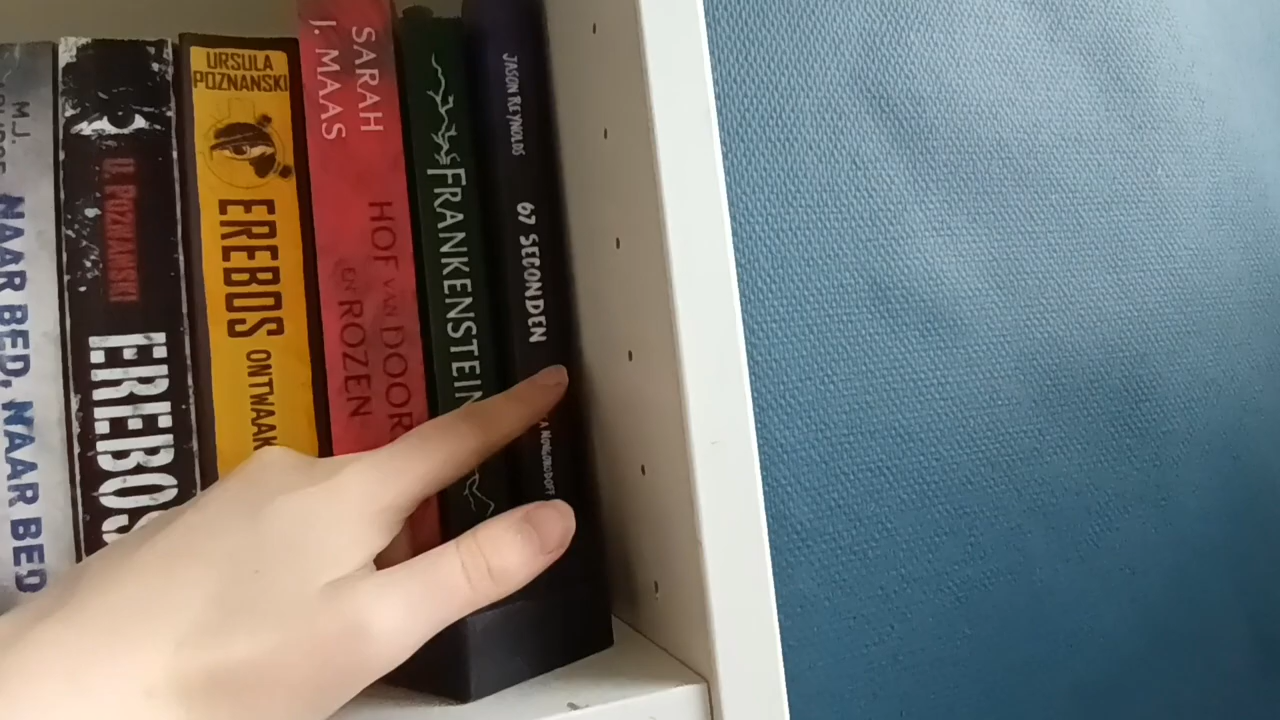 M.J.
NAAR BED, NAAR BED
U. POZNANSKI
EREBOS
URSULA
POZNANSKI
EREBOS
ONTWAAK
SARAH
J. MAAS
HOF VAN DOOR
EN ROZEN
FRANKENSTEIN
JASON REYNOLDS
67 SECONDEN